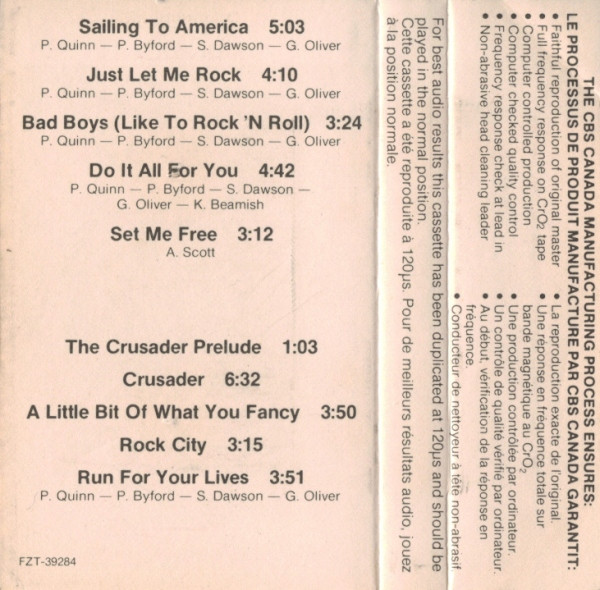 Sailing To America 5:03
P. Quinn — P. Byford — S. Dawson — G. Oliver
Just Let Me Rock 4:10
P. Quinn — P. Byford — S. Dawson — G. Oliver
Bad Boys (Like To Rock 'N Roll) 3:24
P. Quinn — P. Byford — S. Dawson — G. Oliver
Do It All For You 4:42
P. Quinn — P. Byford — S. Dawson —
G. Oliver — K. Beamish
Set Me Free 3:12
A. Scott
The Crusader Prelude 1:03
Crusader 6:32
A Little Bit Of What You Fancy 3:50
Rock City 3:15
Run For Your Lives 3:51
P. Quinn — P. Byford — S. Dawson — G. Oliver
FZT-39284
THE CBS CANADA MANUFACTURING PROCESS ENSURES:
LE PROCESSUS DE PRODUIT MANUFACTURE PAR CBS CANADA GARANTIT:
• Faithful reproduction of original master
• Full frequency response on CrO2 tape
• Computer controlled production
• Computer checked quality control
• Frequency response check at lead in
• Non-abrasive head cleaning leader
• La reproduction exacte de l'original.
• Une réponse en fréquence totale sur
bande magnétique au CrO2
• Une production contrôlée par ordinateur.
• Un contrôle de qualité vérifié par ordinateur.
• Au début, vérification de la réponse en
fréquence.
• Conducteur de nettoyeur à tête non-abrasif
For best audio results this cassette has been duplicated at 120µs and should be
played in the normal position.
Cette cassette a été reproduite à 120µs. Pour de meilleurs résultats audio, jouez
à la position normale.